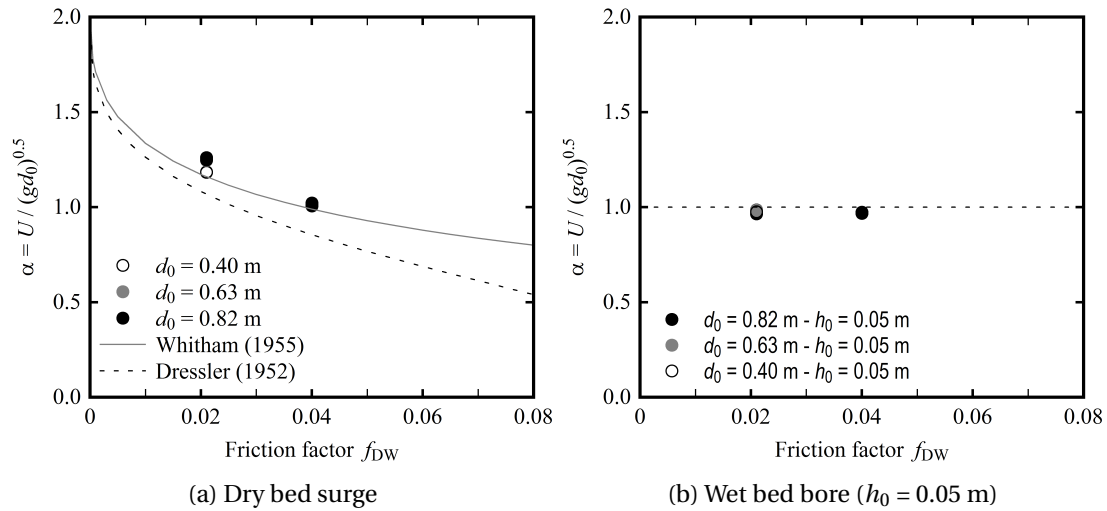 2.0
1.5
1.0
0.5
0.0
0
0.02
0.04
0.06
0.08
α = U / (gd0)^0.5
d0 = 0.40 m
d0 = 0.63 m
d0 = 0.82 m
Whitham (1955)
Dressler (1952)
Friction factor fDW
(a) Dry bed surge
2.0
1.5
1.0
0.5
0.0
0
0.02
0.04
0.06
0.08
α = U / (gd0)^0.5
d0 = 0.82 m - h0 = 0.05 m
d0 = 0.63 m - h0 = 0.05 m
d0 = 0.40 m - h0 = 0.05 m
Friction factor fDW
(b) Wet bed bore (h0 = 0.05 m)